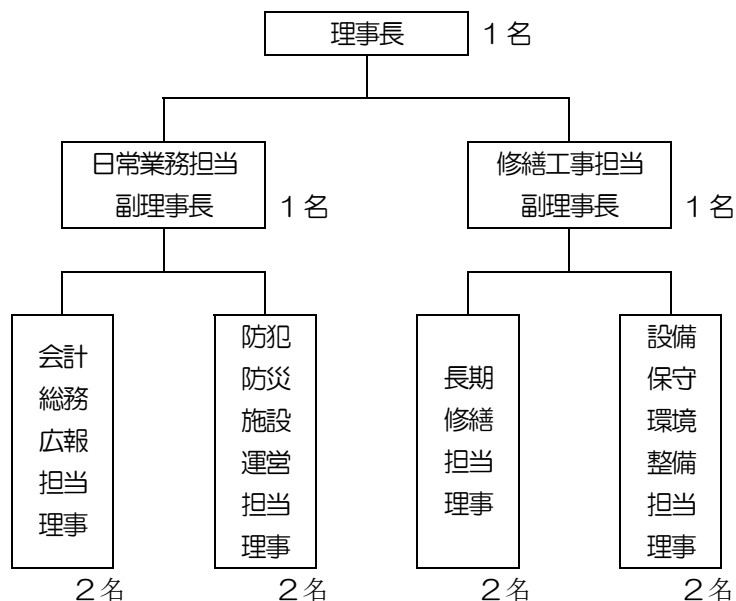 理事長
１名
日常業務担当
副理事長
１名
修繕工事担当
副理事長
１名
会計
総務
広報
担当
理事
２名
防犯
防災
施設
運営
担当
理事
２名
長期
修繕
担当
理事
２名
設備
保守
環境
整備
担当
理事
２名